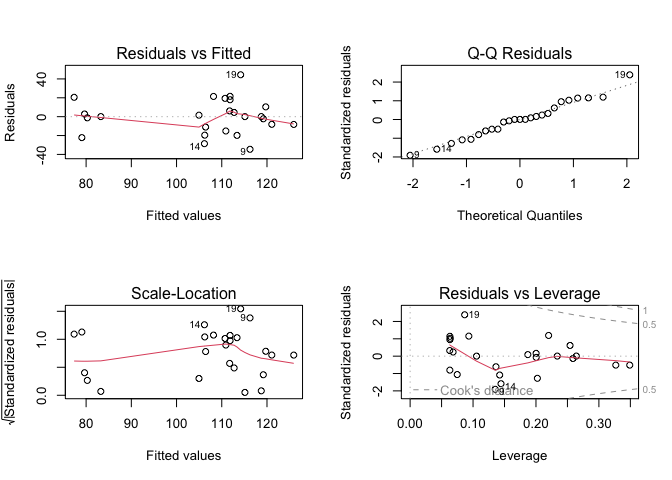 Residuals vs Fitted
Residuals
40
0
-40
19
14
9
80 90 100 110 120
Fitted values
Q-Q Residuals
Standardized residuals
2
1
0
-2
19
9
14
-2 -1 0 1 2
Theoretical Quantiles
Scale-Location
√|Standardized residuals|
1.0
0.0
19
9
14
80 90 100 110 120
Fitted values
Residuals vs Leverage
Standardized residuals
2
0
-2
19
14
9
Cook's distance
1
0.5
0.5
0.00 0.10 0.20 0.30
Leverage